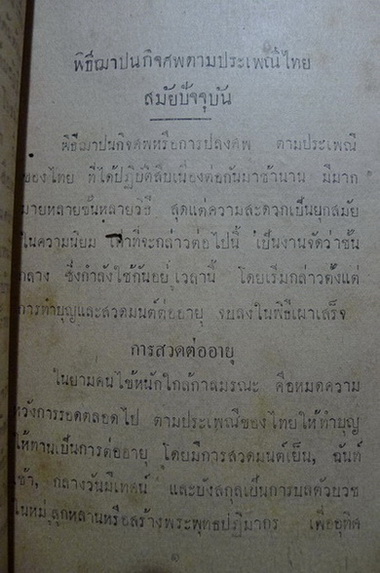 พิธีฌาปนกิจศพตามประเพณีไทย
สมัยปัจจุบัน
พิธีฌาปนกิจศพหรือการปลงศพ ตามประเพณี
ของไทย ที่ได้ปฏิบัติสืบเนื่องต่อกันมาช้านาน มีมาก
มายหลายชั้นหลายวิธี สุดแต่ความสะดวกเป็นยุคสมัย
ในความนิยม เท่าที่จะกล่าวต่อไปนี้ เป็นงานจัดว่าชั้น
กลาง ซึ่งกำลังใช้กันอยู่เวลานี้ โดยเริ่มกล่าวตั้งแต่
การทำบุญและสวดมนต์ต่ออายุ จนลงในพิธีเผาเสร็จ
การสวดต่ออายุ
ในยามคนไข้หนักใกล้กาลมรณะ คือหมดความ
หวังการรอดตลอดไป ตามประเพณีของไทยให้ทำบุญ
ให้ทานเป็นการต่ออายุ โดยมีการสวดมนต์เย็น, ฉันท์
เช้า, กลางวันมีเทศน์ และบังสกุลเป็นการบวช
ในหมู่ลูกหลานหรือสร้างพระพุทธปฏิมากร เพื่ออุทิศ